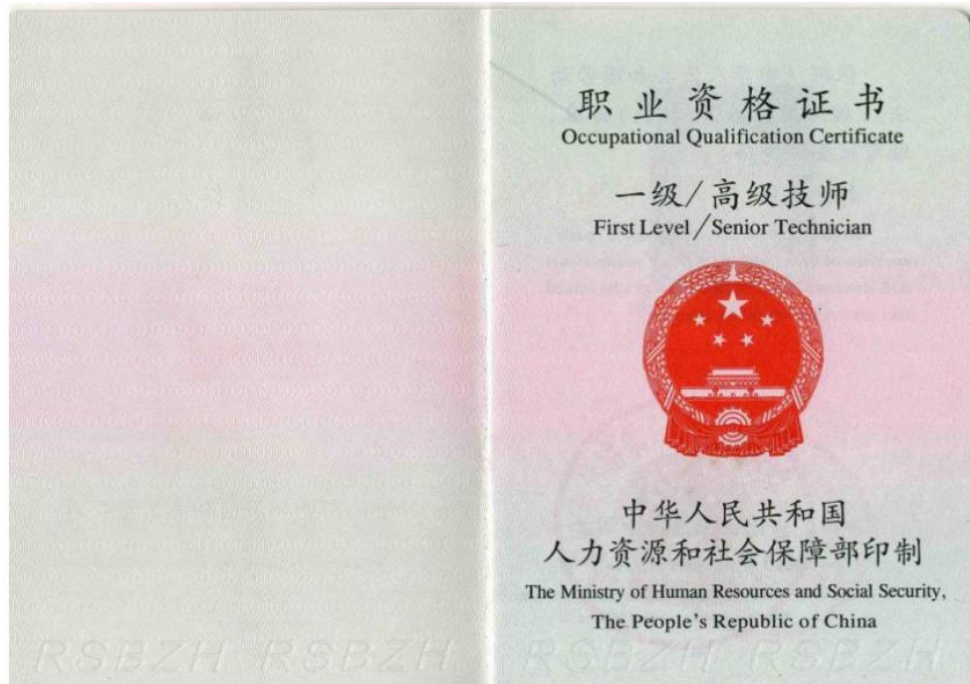 职业资格证书
Occupational Qualification Certificate
一级/高级技师
First Level/Senior Technician
中华人民共和国
人力资源和社会保障部印制
The Ministry of Human Resources and Social Security,
The People's Republic of China
RSBZH RSBZH RSBZH RSBZH